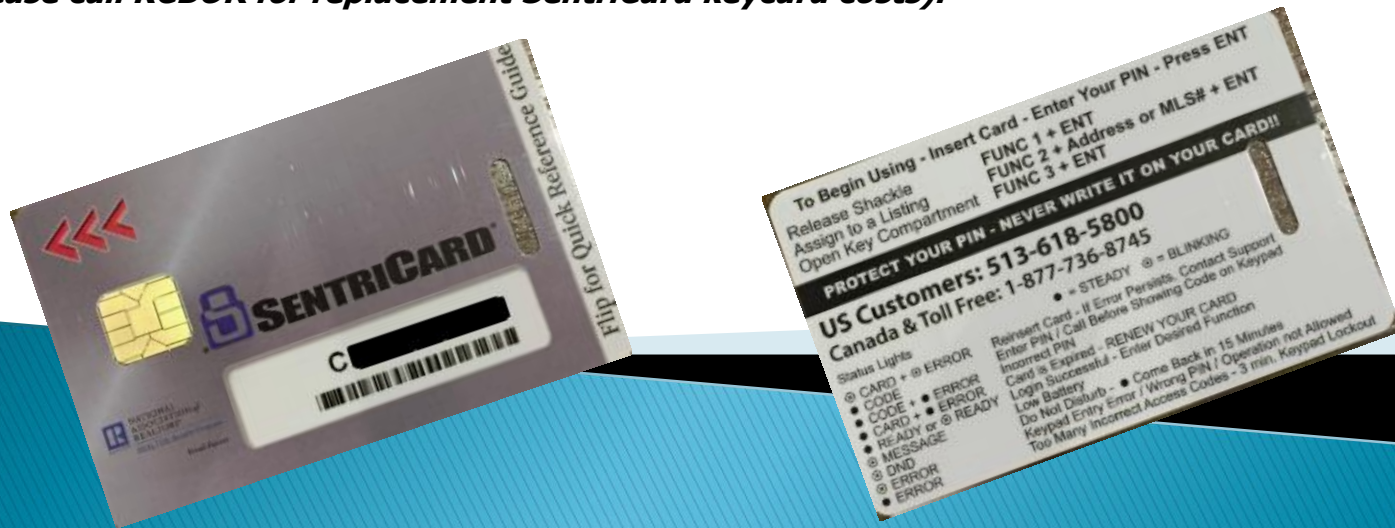 ase call for replacement SentriCard keycard costs).
Flip for Quick Reference Guide
SENTRICARD®
C
NATIONAL
ASSOCIATION of
REALTORS®
To Begin Using - Insert Card - Enter Your PIN - Press ENT
Release Shackle FUNC 1 + ENT
Assign to a Listing FUNC 2 + Address or MLS# + ENT
Open Key Compartment FUNC 3 + ENT
PROTECT YOUR PIN - NEVER WRITE IT ON YOUR CARD!!
US Customers: 513-618-5800
Canada & Toll Free: 1-877-736-8745
Status Lights ● = STEADY ⊙ = BLINKING
⊙ CARD + ⊙ ERROR Reinsert Card - If Error Persists, Contact Support
● CODE Enter PIN / Call Before Showing Code on Keypad
● CODE + ● ERROR Incorrect PIN
● CARD + ● ERROR Card is Expired - RENEW YOUR CARD
● READY or ⊙ READY Login Successful - Enter Desired Function
⊙ MESSAGE Low Battery
⊙ DND Do Not Disturb - ● Come Back in 15 Minutes
⊙ ERROR Keypad Entry Error / Wrong PIN / Operation not Allowed
● ERROR Too Many Incorrect Access Codes - 3 min. Keypad Lockout